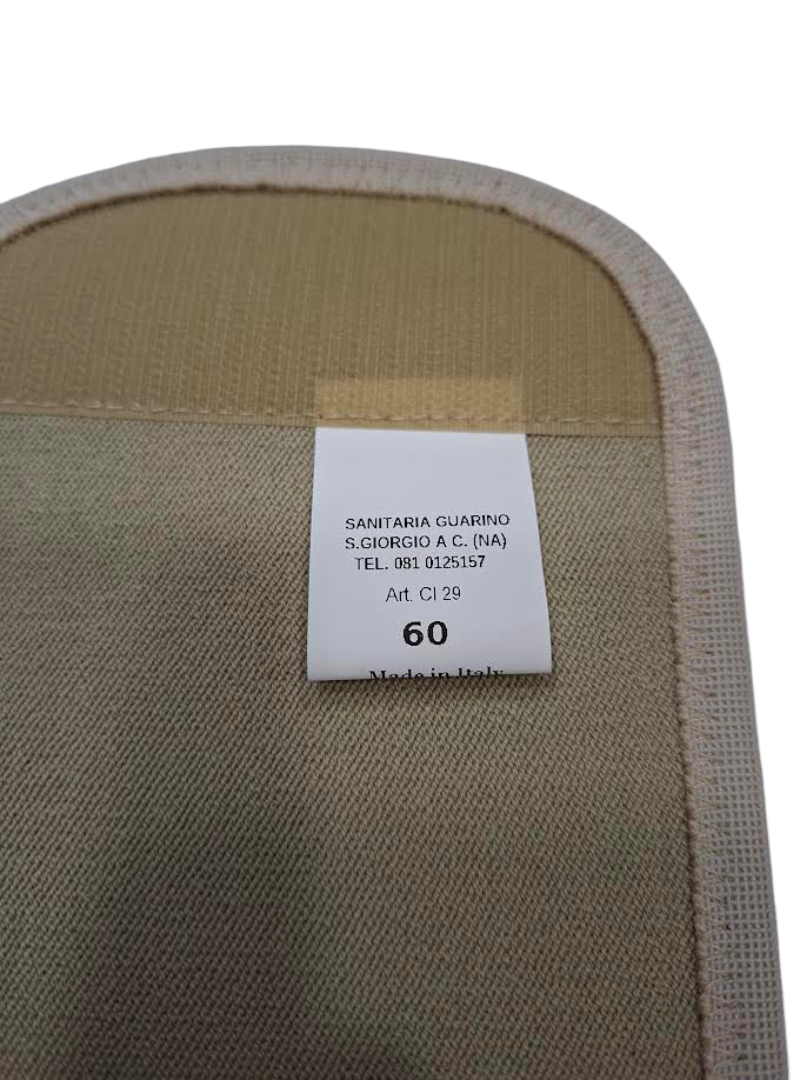 SANITARIA GUARINO
S.GIORGIO A C. (NA)
TEL. 081 0125157
Art. CI 29
60
Made in Italy